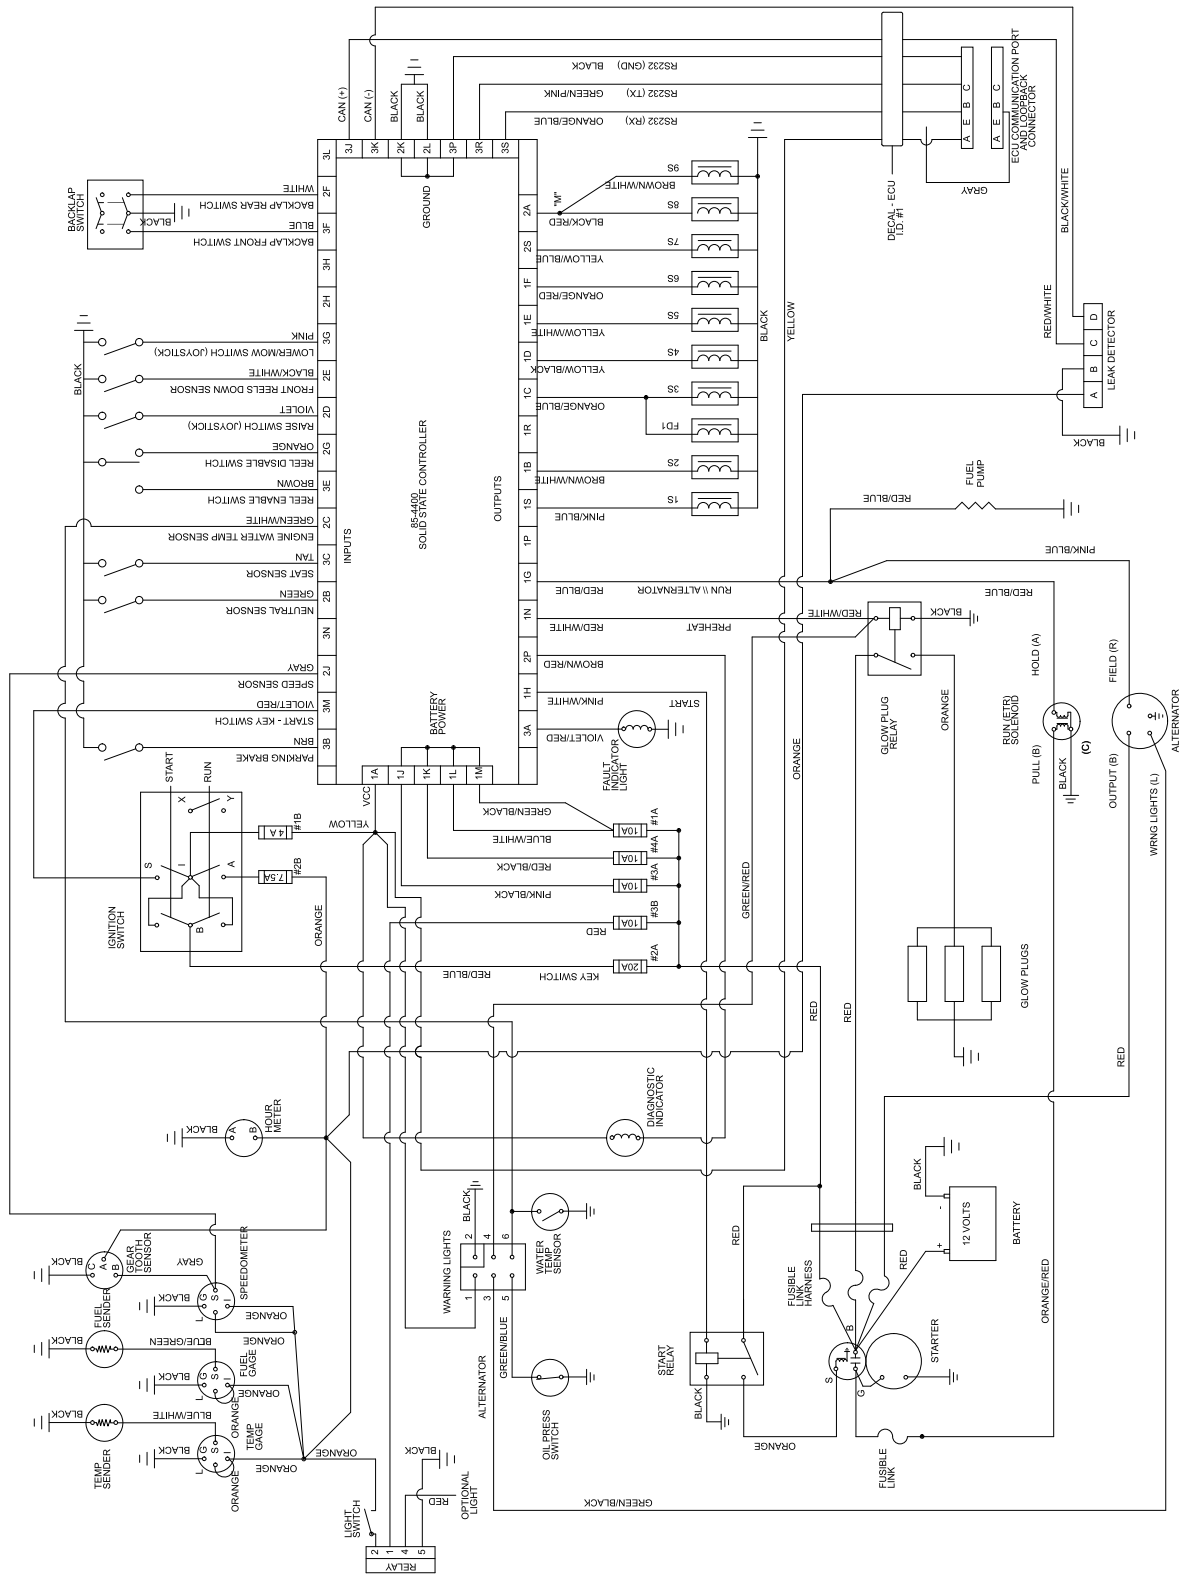 BACKLAP
SWITCH
BLACK
WHITE
BACKLAP REAR SWITCH
BLUE
BACKLAP FRONT SWITCH
BLACK
PINK
LOWER/MOW SWITCH (JOYSTICK)
BLACK/WHITE
FRONT REELS DOWN SENSOR
VIOLET
RAISE SWITCH (JOYSTICK)
ORANGE
REEL DISABLE SWITCH
BROWN
REEL ENABLE SWITCH
GREEN/WHITE
ENGINE WATER TEMP SENSOR
TAN
SEAT SENSOR
GREEN
NEUTRAL SENSOR
GRAY
SPEED SENSOR
VIOLET/RED
START - KEY SWITCH
BRN
PARKING BRAKE
3L
2F
3F
3H
2H
3G
2E
2D
2G
3E
2C
3C
2B
3N
2J
3M
3B
INPUTS
85-4400
SOLID STATE CONTROLLER
OUTPUTS
GROUND
BATTERY
POWER
3J
3K
2K
2L
3P
3R
3S
CAN (+)
CAN (-)
BLACK
BLACK
BLACK
RS232 (GND)
GREEN/PINK
RS232 (TX)
ORANGE/BLUE
RS232 (RX)
2A
2S
1F
1E
1D
1C
1R
1B
1S
1P
1G
1N
2P
1H
3A
1A
1J
1K
1L
1M
VCC
"M"
BROWN/WHITE
9S
BLACK/RED
8S
YELLOW/BLUE
7S
ORANGE/RED
6S
YELLOW/WHITE
5S
YELLOW/BLACK
4S
ORANGE/BLUE
3S
FD1
BROWN/WHITE
2S
PINK/BLUE
1S
BLACK
YELLOW
DECAL - ECU
I.D. #1
A E B C
A E B C
ECU COMMUNICATION PORT
AND LOOPBACK
CONNECTOR
GRAY
BLACK/WHITE
RED/WHITE
D
C
B
A
LEAK DETECTOR
BLACK
FUEL
PUMP
RED/BLUE
PINK/BLUE
RED/BLUE
RUN \\ ALTERNATOR
RED/BLUE
RED/WHITE
PREHEAT
RED/WHITE
BLACK
BROWN/RED
PINK/WHITE
START
VIOLET/RED
FAULT
INDICATOR
LIGHT
GLOW PLUG
RELAY
ORANGE
ORANGE
HOLD (A)
RUN(ETR)
SOLENOID
PULL (B)
BLACK
(C)
FIELD (R)
ALTERNATOR
OUTPUT (B)
WRNG LIGHTS (L)
START
RUN
X
Y
S
I
A
B
IGNITION
SWITCH
4 A
#1B
7.5A
#2B
YELLOW
ORANGE
GREEN/BLACK
BLUE/WHITE
RED/BLACK
PINK/BLACK
RED
RED/BLUE
KEY SWITCH
10A
#1A
10A
#4A
10A
#3A
10A
#3B
20A
#2A
GREEN/RED
RED
RED
GLOW PLUGS
RED
BLACK
A
B
HOUR
METER
DIAGNOSTIC
INDICATOR
BLACK
C
A
B
GEAR
TOOTH
SENSOR
GRAY
BLACK
G
S
I
L
SPEEDOMETER
ORANGE
FUEL
SENDER
BLACK
BLUE/GREEN
ORANGE
BLACK
G
S
I
L
FUEL
GAGE
ORANGE
ORANGE
TEMP
SENDER
BLACK
BLUE/WHITE
BLACK
G
S
I
L
TEMP
GAGE
ORANGE
ORANGE
ORANGE
LIGHT
SWITCH
2
1
4
5
RELAY
RED
OPTIONAL
LIGHT
BLACK
WARNING LIGHTS
BLACK
2
4
6
1
3
5
WATER
TEMP
SENSOR
ALTERNATOR
GREEN/BLUE
OIL PRESS
SWITCH
GREEN/BLACK
START
RELAY
RED
BLACK
ORANGE
FUSIBLE
LINK
HARNESS
S
B
G
STARTER
RED
FUSIBLE
LINK
BLACK
-
+
12 VOLTS
BATTERY
ORANGE/RED